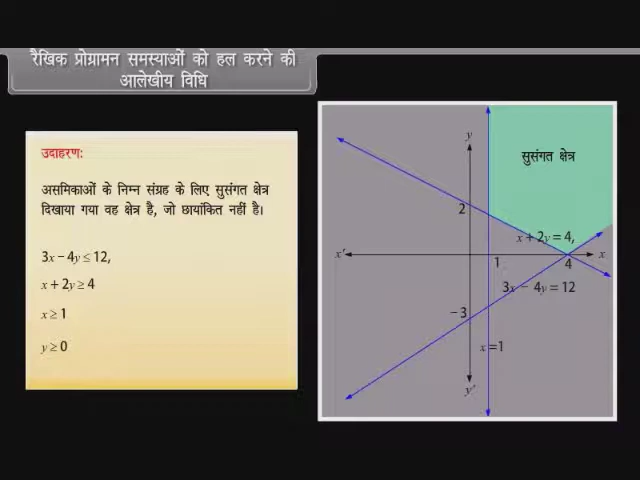 रैखिक प्रोग्रामन समस्याओं को हल करने की
आलेखीय विधि
उदाहरण:
असमिकाओं के निम्न संग्रह के लिए सुसंगत क्षेत्र
दिखाया गया वह क्षेत्र है, जो छायांकित नहीं है।
3x − 4y ≤ 12,
x + 2y ≥ 4
x ≥ 1
y ≥ 0
सुसंगत क्षेत्र
y
2
x + 2y = 4,
x′
x
1
4
3x − 4y = 12
−3
x = 1
y′